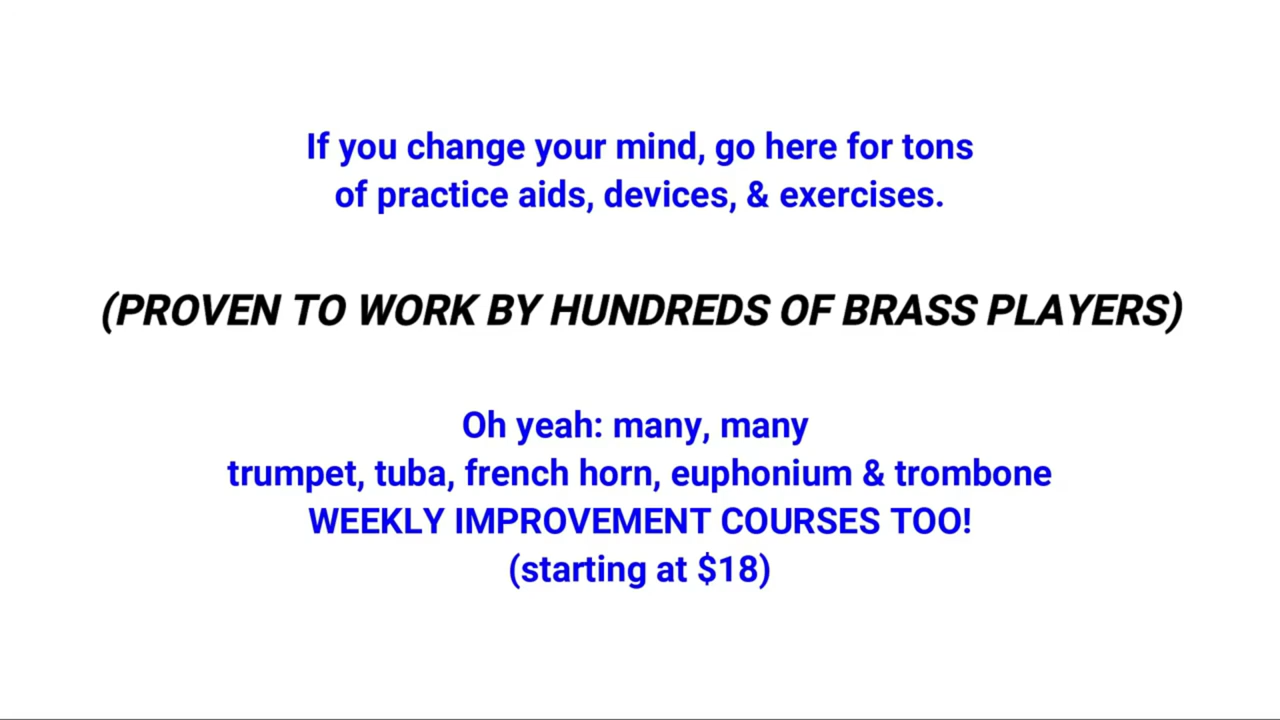 If you change your mind, go here for tons
of practice aids, devices, & exercises.
(PROVEN TO WORK BY HUNDREDS OF BRASS PLAYERS)
Oh yeah: many, many
trumpet, tuba, french horn, euphonium & trombone
WEEKLY IMPROVEMENT COURSES TOO!
(starting at $18)